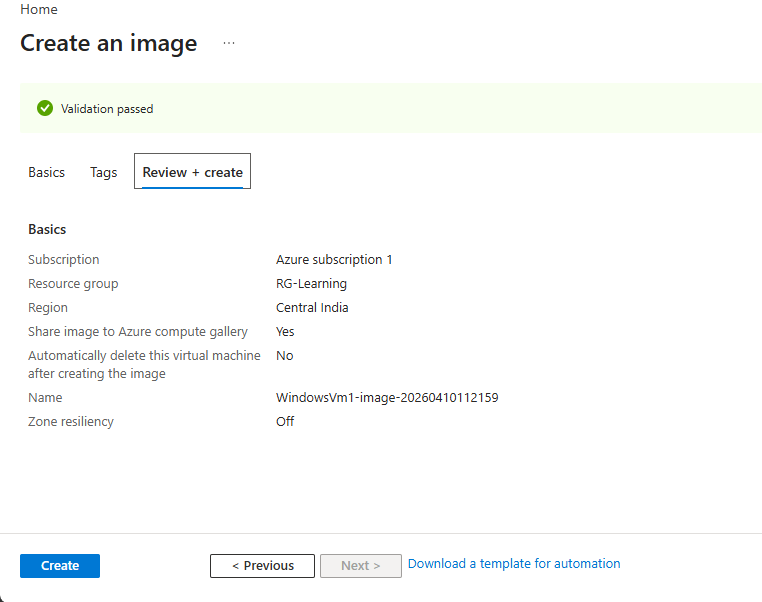 Home
Create an image ...
Validation passed
Basics Tags Review + create
Basics
Subscription Azure subscription 1
Resource group RG-Learning
Region Central India
Share image to Azure compute gallery Yes
Automatically delete this virtual machine No
after creating the image
Name WindowsVm1-image-20260410112159
Zone resiliency Off
Create < Previous Next > Download a template for automation